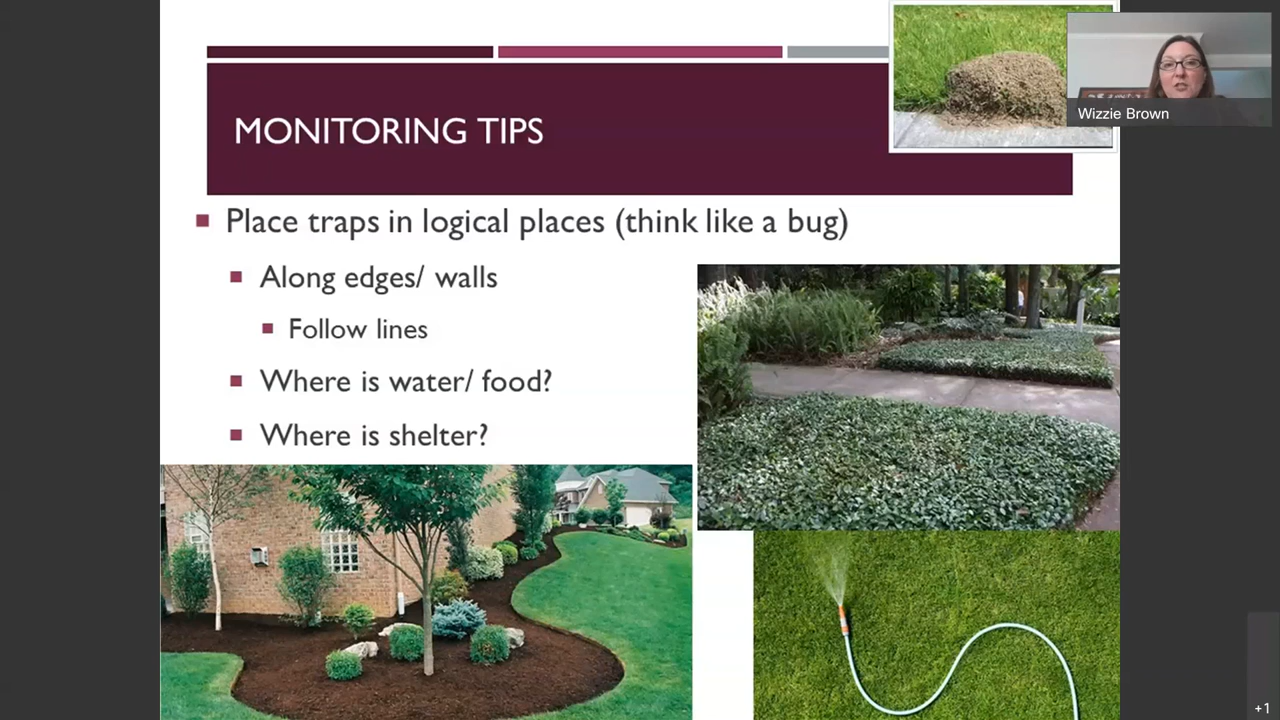 MONITORING TIPS
Wizzie Brown
Place traps in logical places (think like a bug)
Along edges/ walls
Follow lines
Where is water/ food?
Where is shelter?
+1